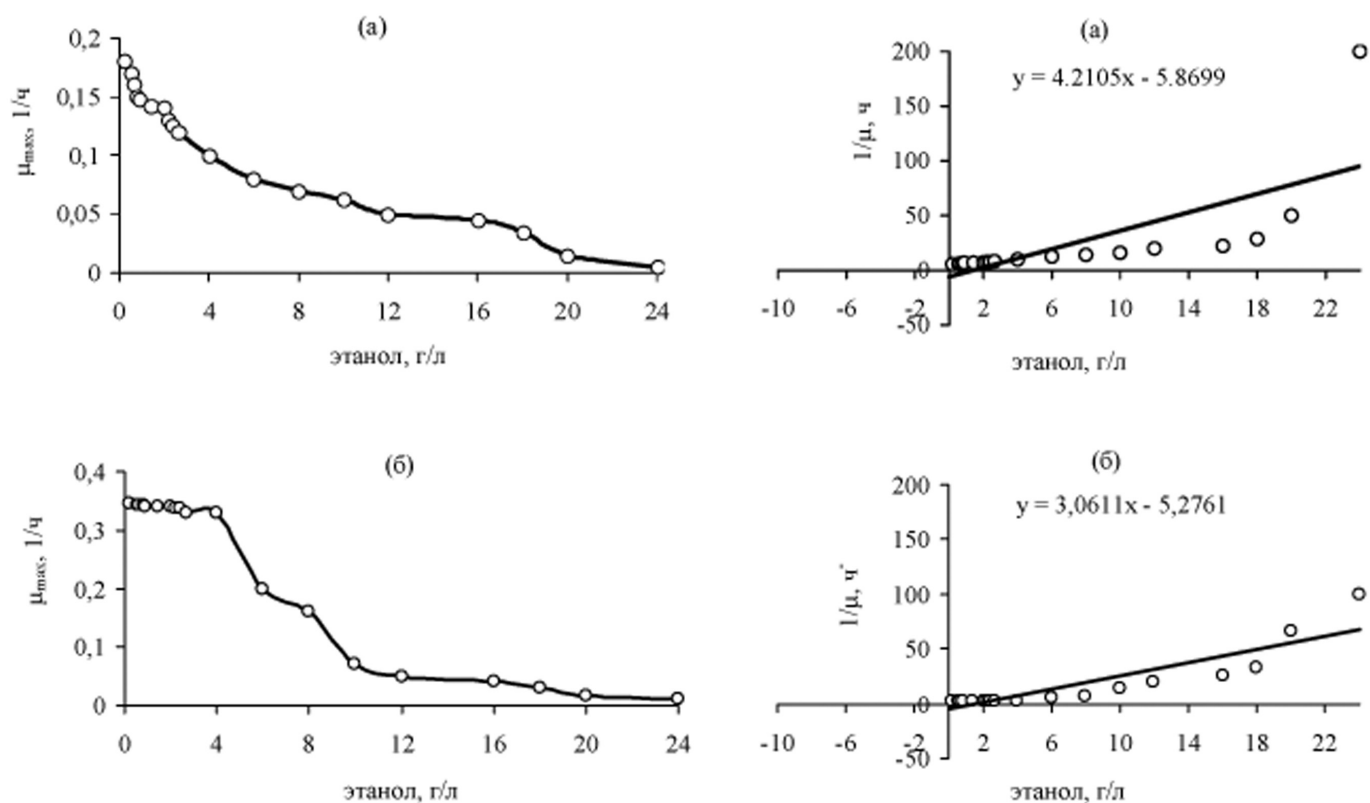 (а)
0,2
0,15
0,1
0,05
0
μmax, 1/ч
0 4 8 12 16 20 24
этанол, г/л
(а)
y = 4.2105x - 5.8699
200
150
100
50
0
-50
1/μ, ч
-10 -6 -2 2 6 10 14 18 22
этанол, г/л
(б)
0,4
0,3
0,2
0,1
0
μmax, 1/ч
0 4 8 12 16 20 24
этанол, г/л
(б)
y = 3,0611x - 5,2761
200
150
100
50
0
-50
1/μ, ч
-10 -6 -2 2 6 10 14 18 22
этанол, г/л